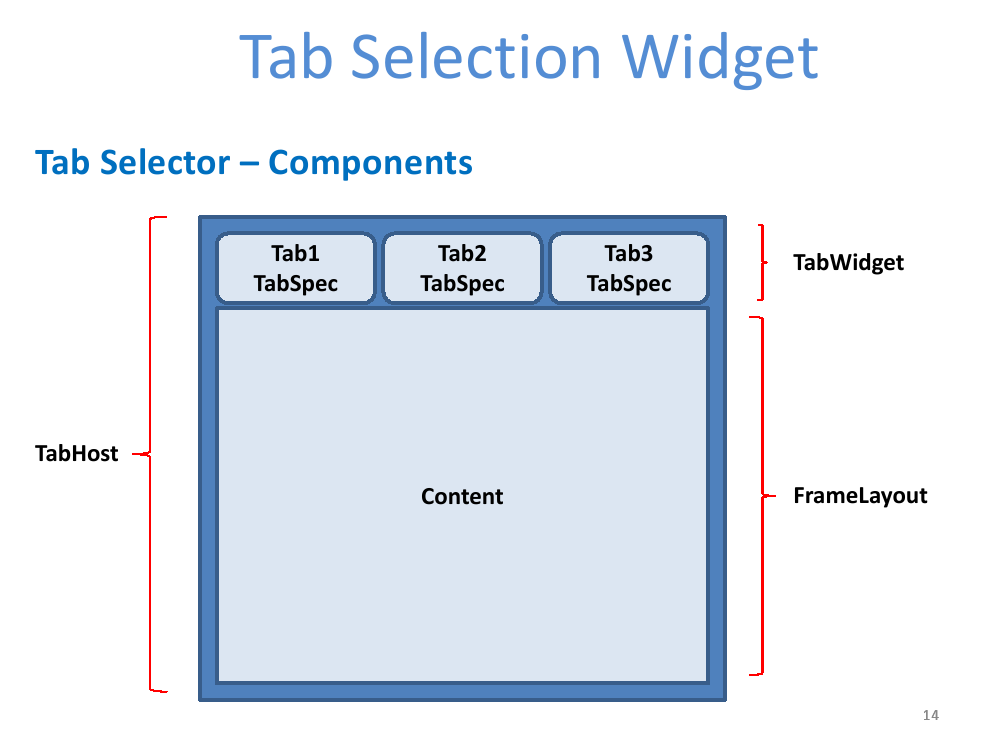 Tab Selection Widget
Tab Selector – Components
Tab1
TabSpec
Tab2
TabSpec
Tab3
TabSpec
TabWidget
TabHost
Content
FrameLayout
14